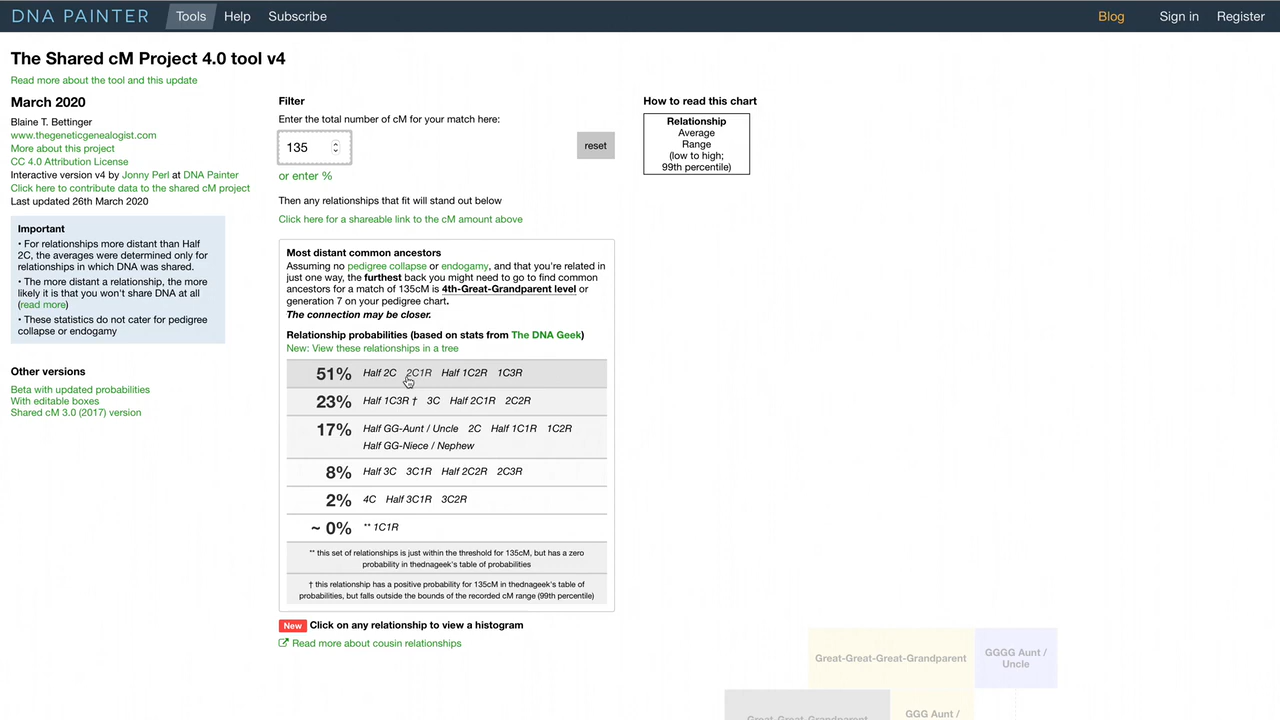 DNA PAINTER Tools Help Subscribe Blog Sign in Register
The Shared cM Project 4.0 tool v4
Read more about the tool and this update
March 2020
Blaine T. Bettinger
www.thegeneticgenealogist.com
More about this project
CC 4.0 Attribution License
Interactive version v4 by Jonny Perl at DNA Painter
Click here to contribute data to the shared cM project
Last updated 26th March 2020
Important
• For relationships more distant than Half
2C, the averages were determined only for
relationships in which DNA was shared.
• The more distant a relationship, the more
likely it is that you won't share DNA at all
(read more)
• These statistics do not cater for pedigree
collapse or endogamy
Other versions
Beta with updated probabilities
With editable boxes
Shared cM 3.0 (2017) version
Filter
Enter the total number of cM for your match here:
135
reset
or enter %
Then any relationships that fit will stand out below
Click here for a shareable link to the cM amount above
Most distant common ancestors
Assuming no pedigree collapse or endogamy, and that you're related in
just one way, the furthest back you might need to go to find common
ancestors for a match of 135cM is 4th-Great-Grandparent level or
generation 7 on your pedigree chart.
The connection may be closer.
Relationship probabilities (based on stats from The DNA Geek)
New: View these relationships in a tree
51% Half 2C 2C1R Half 1C2R 1C3R
23% Half 1C3R † 3C Half 2C1R 2C2R
17% Half GG-Aunt / Uncle 2C Half 1C1R 1C2R
Half GG-Niece / Nephew
8% Half 3C 3C1R Half 2C2R 2C3R
2% 4C Half 3C1R 3C2R
~ 0% ** 1C1R
** this set of relationships is just within the threshold for 135cM, but has a zero
probability in thednageek's table of probabilities
† this relationship has a positive probability for 135cM in thednageek's table of
probabilities, but falls outside the bounds of the recorded cM range (99th percentile)
New Click on any relationship to view a histogram
Read more about cousin relationships
How to read this chart
Relationship
Average
Range
(low to high;
99th percentile)
Great-Great-Great-Grandparent
GGGG Aunt /
Uncle
Great-Great-Grandparent
GGG Aunt /